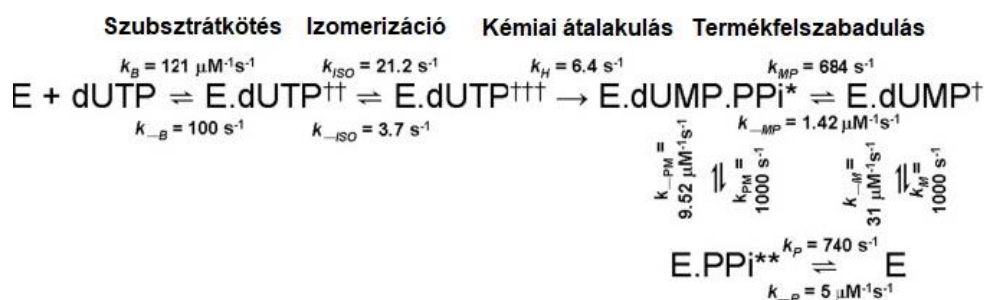 Szubsztrátkötés Izomerizáció Kémiai átalakulás Termékfelszabadulás
k_B = 121 μM⁻¹s⁻¹ k_ISO = 21.2 s⁻¹ k_H = 6.4 s⁻¹ k_MP = 684 s⁻¹
E + dUTP ⇌ E.dUTP†† ⇌ E.dUTP††† → E.dUMP.PPi* ⇌ E.dUMP†
k_–B = 100 s⁻¹ k_–ISO = 3.7 s⁻¹ k_–MP = 1.42 μM⁻¹s⁻¹
k_–PM =
9.52 μM⁻¹s⁻¹
⇌
k_PM =
1000 s⁻¹
k_–M =
31 μM⁻¹s⁻¹
⇌
k_M =
1000 s⁻¹
k_P = 740 s⁻¹
E.PPi** ⇌ E
k_–P = 5 μM⁻¹s⁻¹